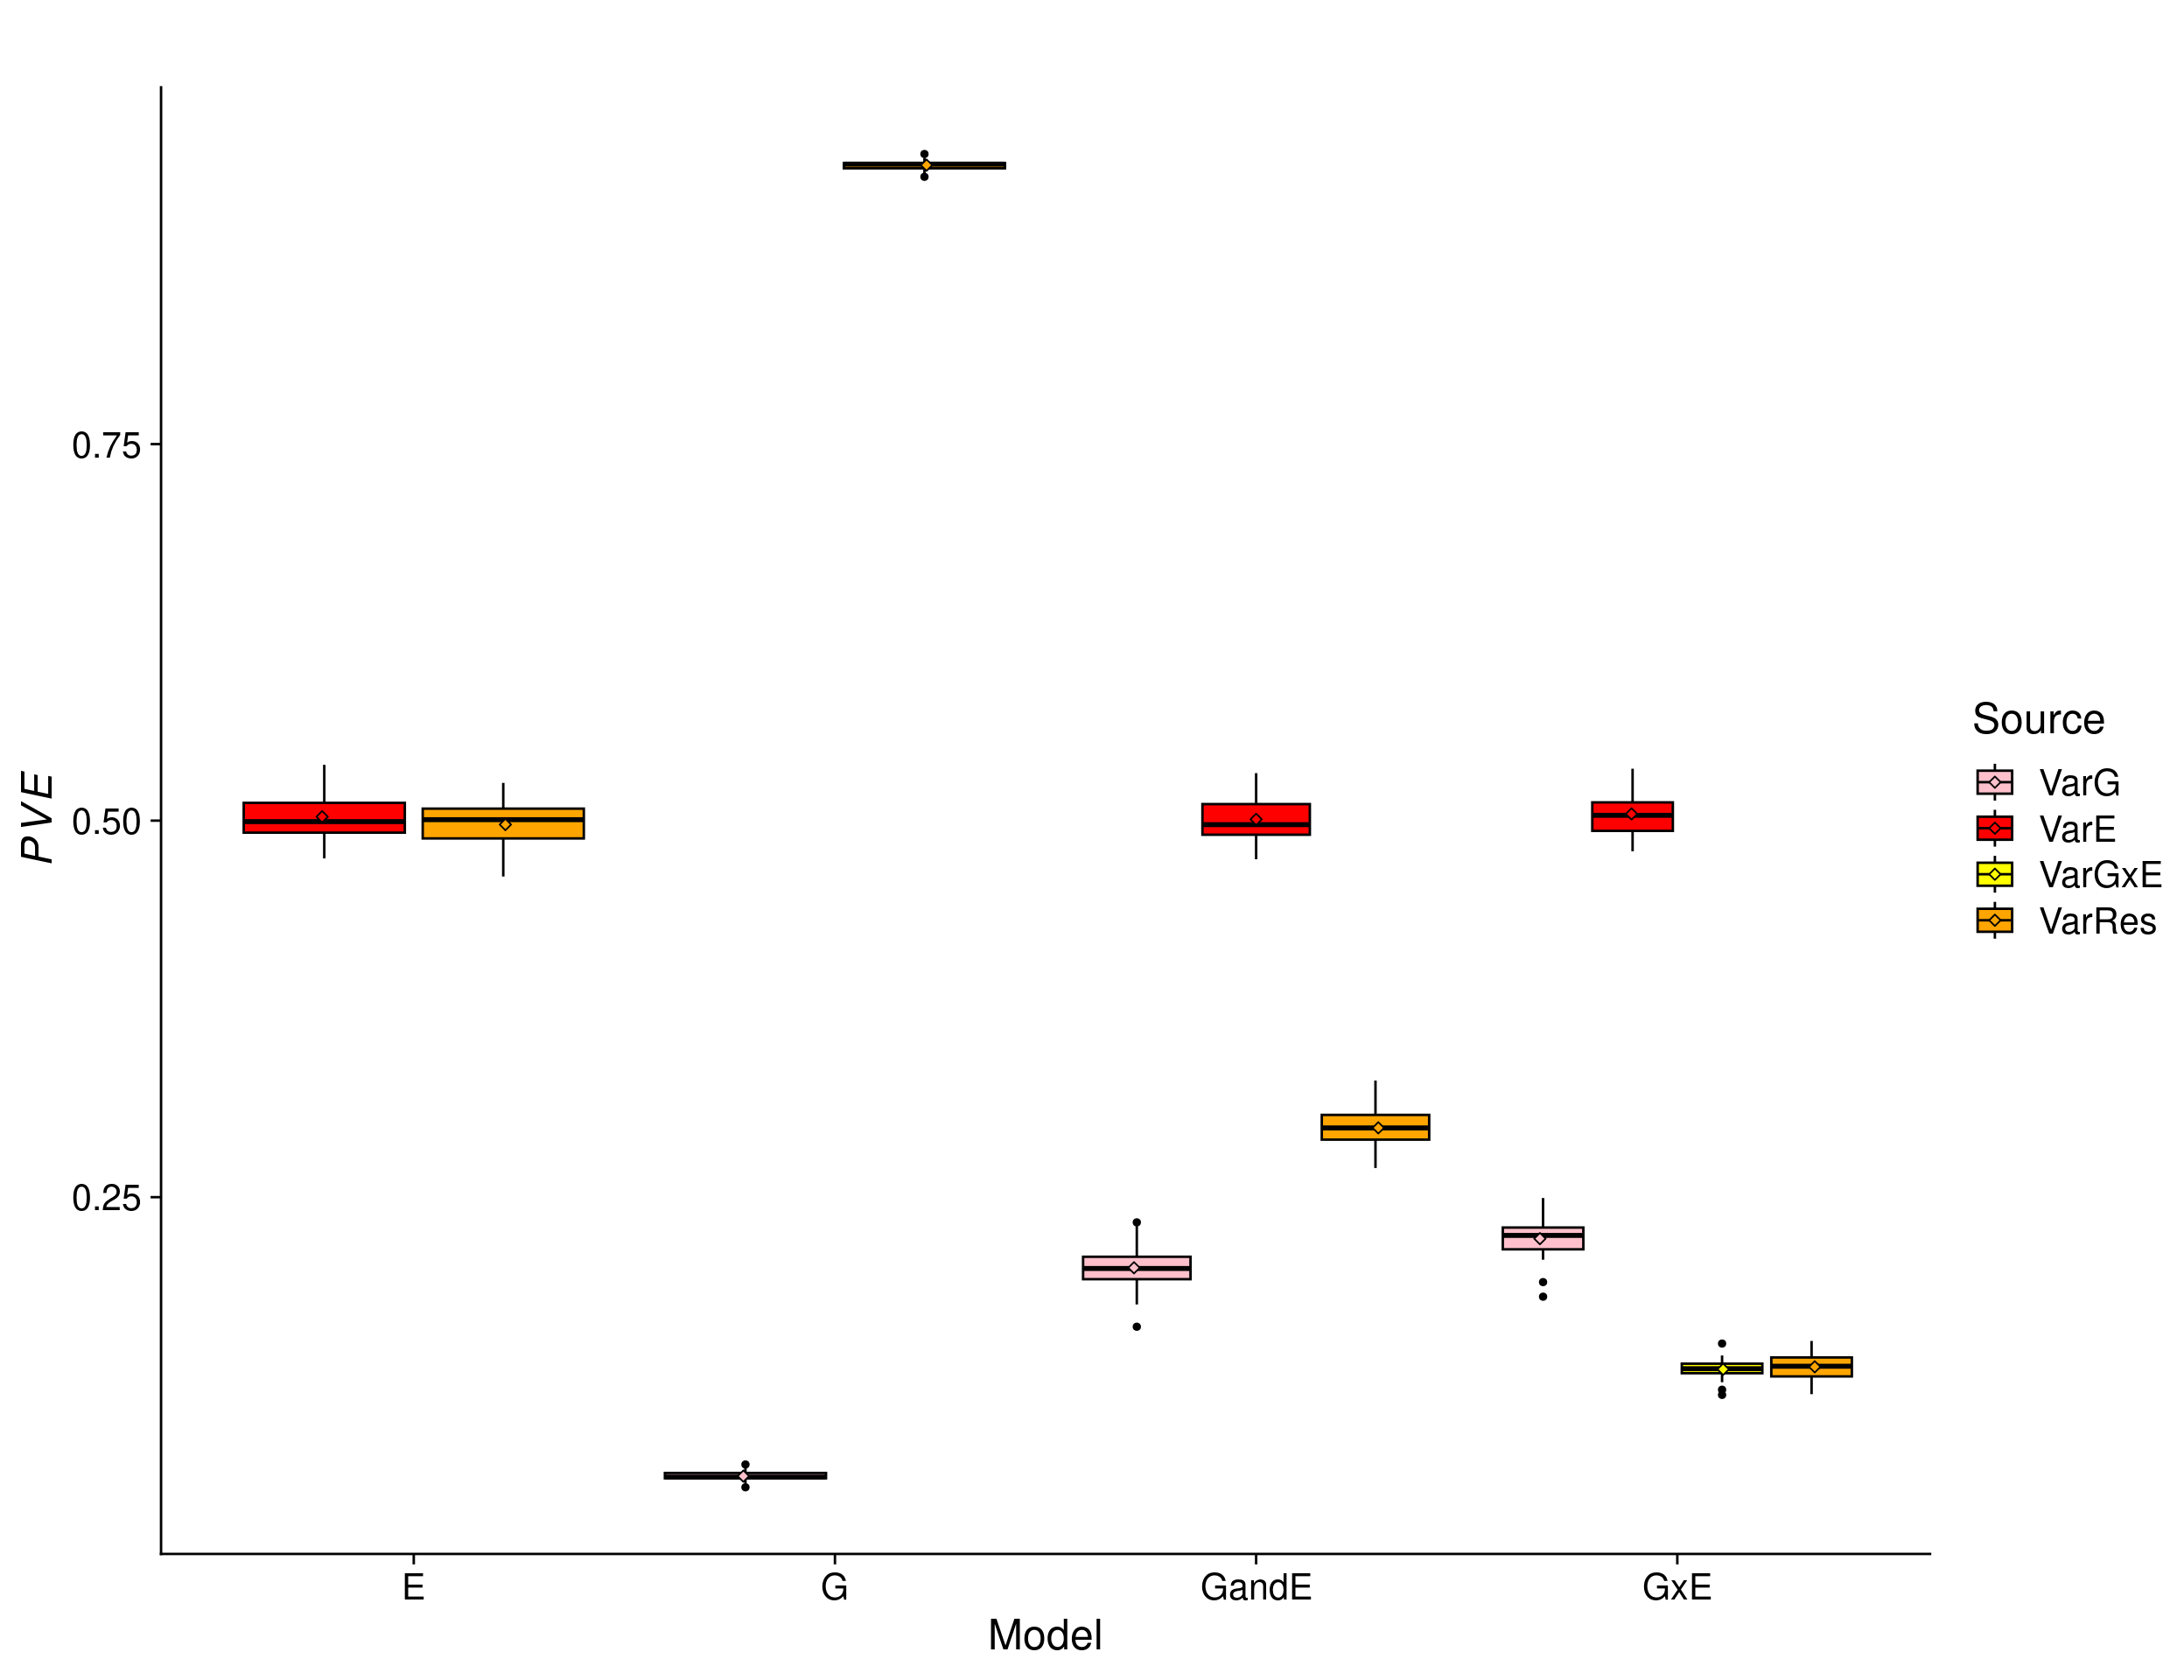 PVE
0.75
0.50
0.25
E
G
GandE
GxE
Model
Source
VarG
VarE
VarGxE
VarRes